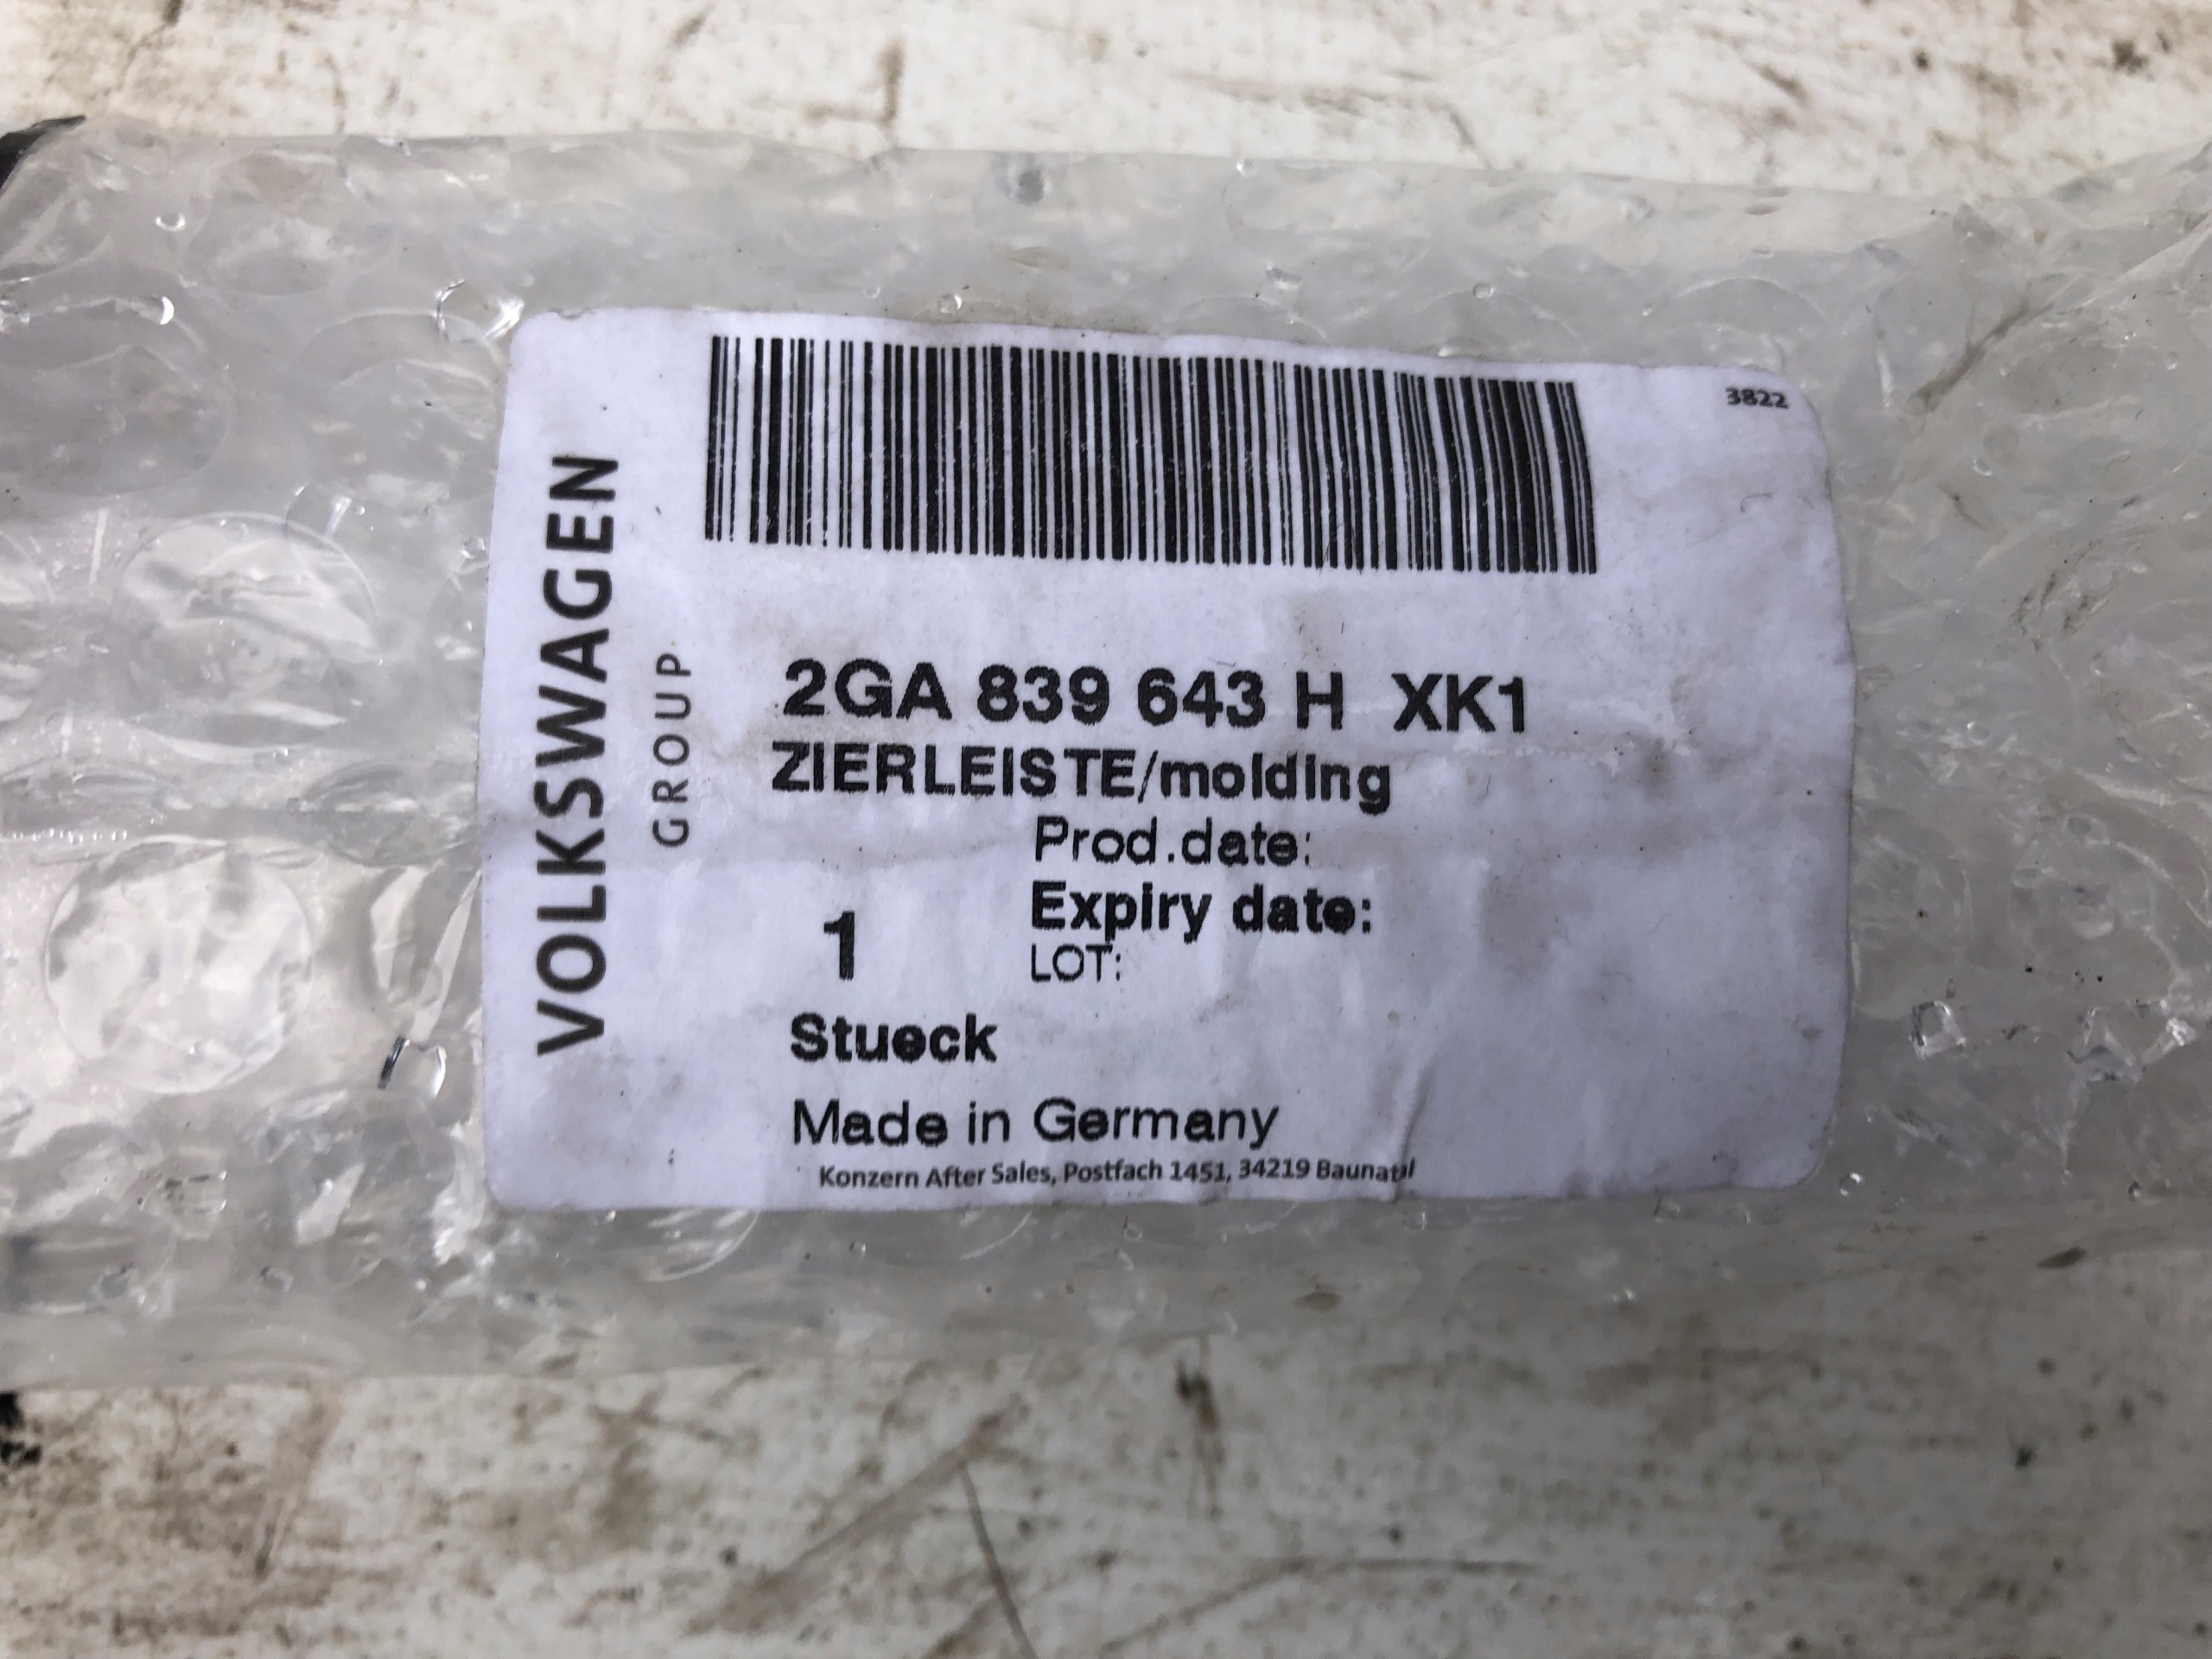 3822
VOLKSWAGEN
GROUP
2GA 839 643 H XK1
ZIERLEISTE/molding
Prod.date:
Expiry date:
1
LOT:
Stueck
Made in Germany
Konzern After Sales, Postfach 1451, 34219 Baunatal